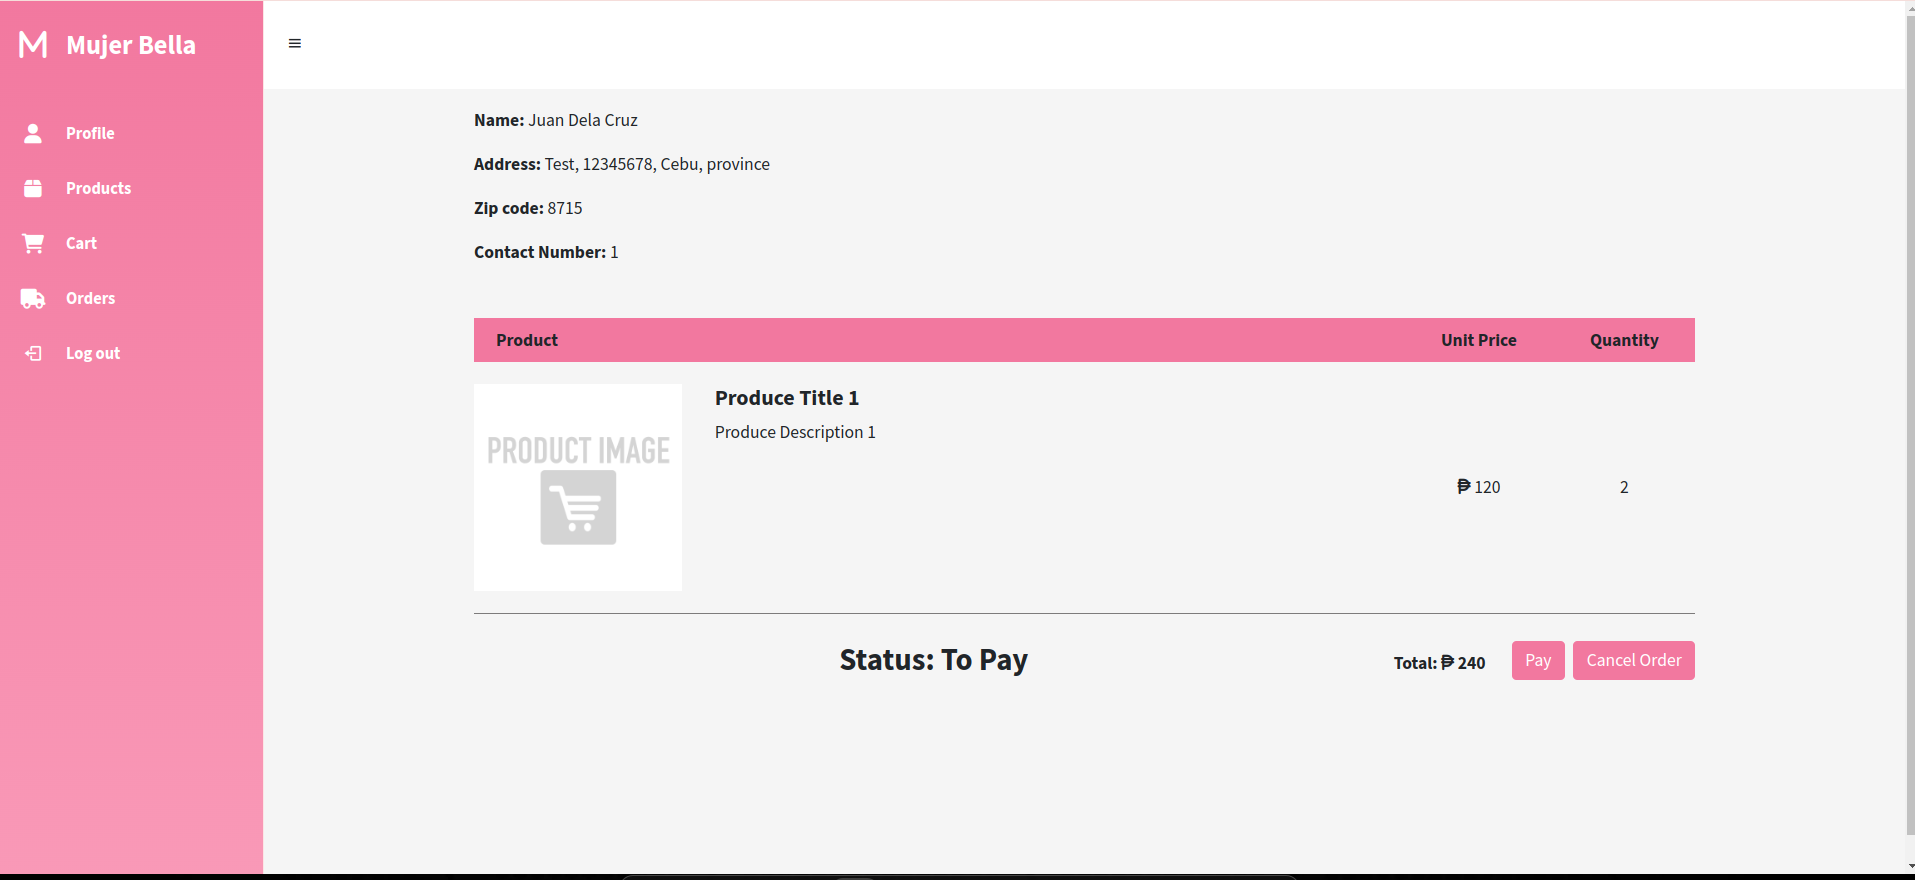 M Mujer Bella
Profile
Products
Cart
Orders
Log out
Name: Juan Dela Cruz
Address: Test, 12345678, Cebu, province
Zip code: 8715
Contact Number: 1
Product Unit Price Quantity
Produce Title 1
Produce Description 1
PRODUCT IMAGE
₱ 120 2
Status: To Pay Total: ₱ 240 Pay Cancel Order